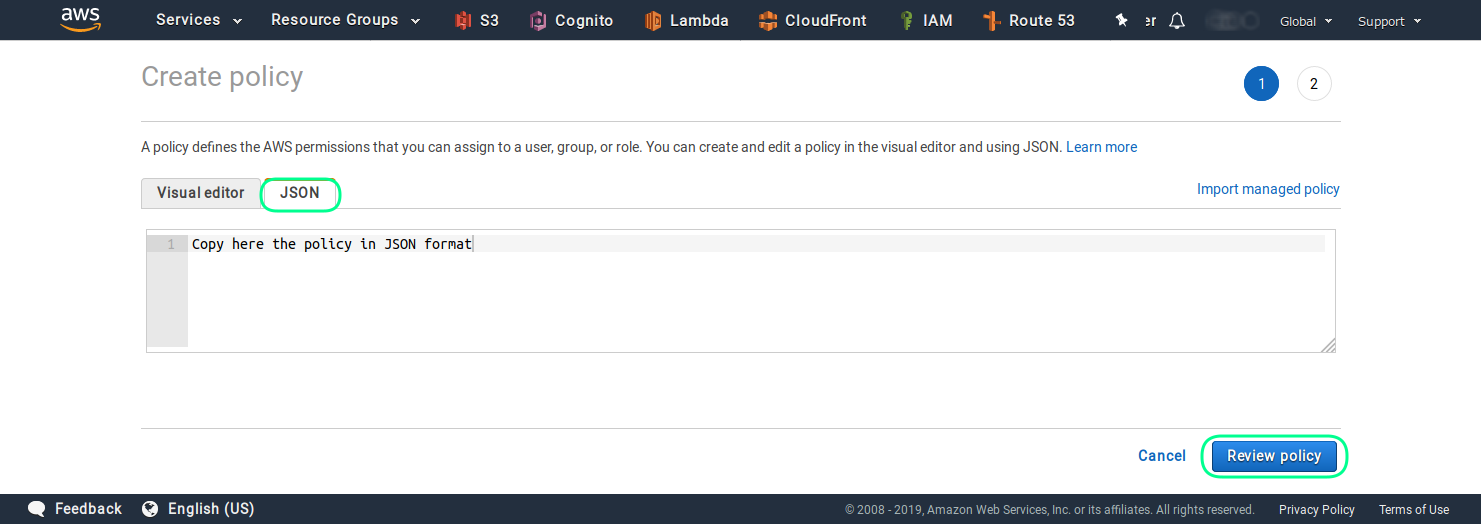 aws Services Resource Groups S3 Cognito Lambda CloudFront IAM Route 53 er Global Support
Create policy
1 2
A policy defines the AWS permissions that you can assign to a user, group, or role. You can create and edit a policy in the visual editor and using JSON. Learn more
Visual editor JSON Import managed policy
1 Copy here the policy in JSON format
Cancel Review policy
Feedback English (US) © 2008 - 2019, Amazon Web Services, Inc. or its affiliates. All rights reserved. Privacy Policy Terms of Use